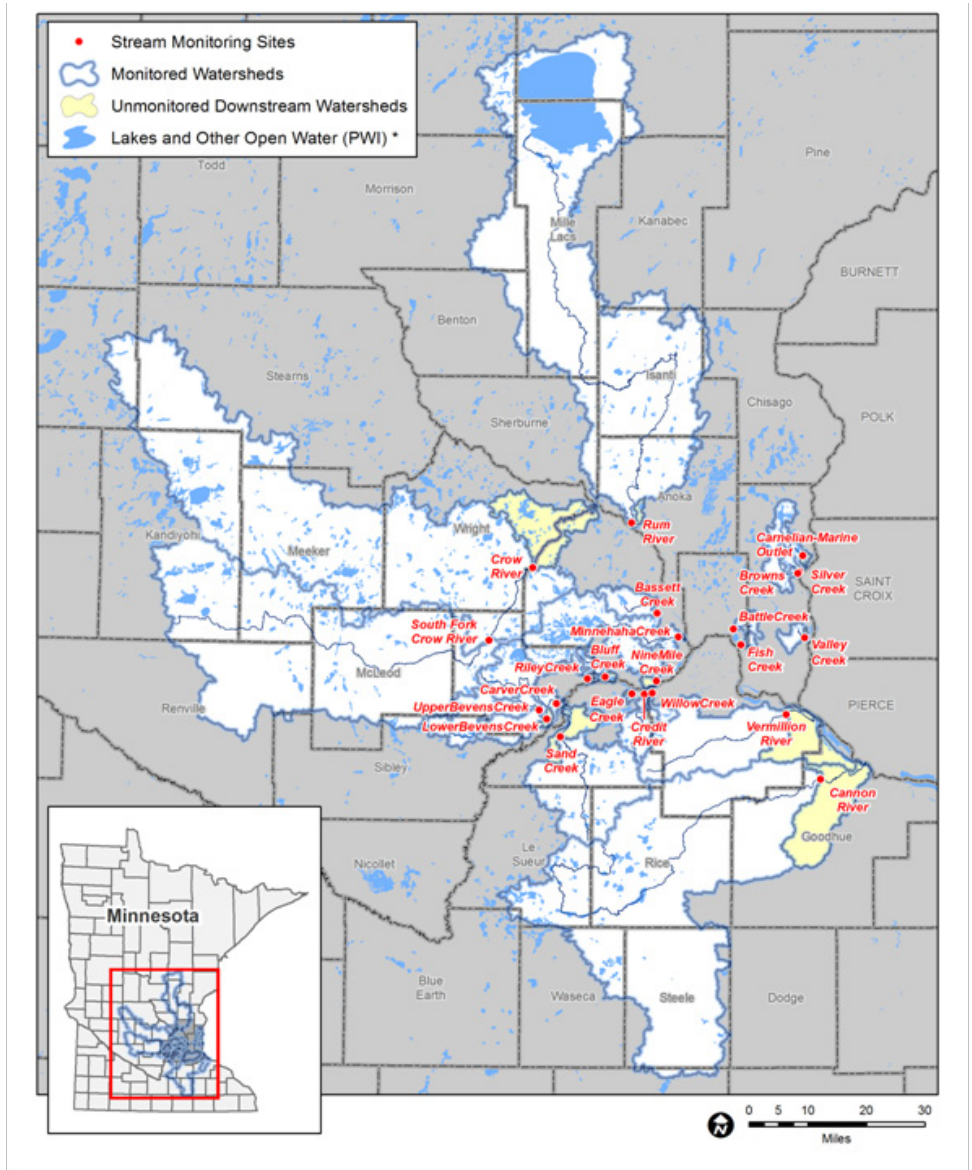 Stream Monitoring Sites
Monitored Watersheds
Unmonitored Downstream Watersheds
Lakes and Other Open Water (PWI) *
Todd
Morrison
Pine
Mille
Lacs
Kanabec
BURNETT
Benton
Stearns
Isanti
Sherburne
Chisago
POLK
Anoka
Wright
Rum
River
Kandiyohi
Meeker
Crow
River
Carnelian-Marine
Outlet
Browns
Creek
Silver
Creek
SAINT
CROIX
Bassett
Creek
South Fork
Crow River
MinnehahaCreek
BattleCreek
Fish
Creek
Valley
Creek
Bluff
Creek
RileyCreek
NineMile
Creek
McLeod
Renville
CarverCreek
UpperBevensCreek
LowerBevensCreek
Eagle
Creek
WillowCreek
Credit
River
PIERCE
Vermillion
River
Sand
Creek
Sibley
Cannon
River
Goodhue
Le
Sueur
Rice
Nicollet
Minnesota
Blue
Earth
Waseca
Steele
Dodge
N
0 5 10 20 30
Miles